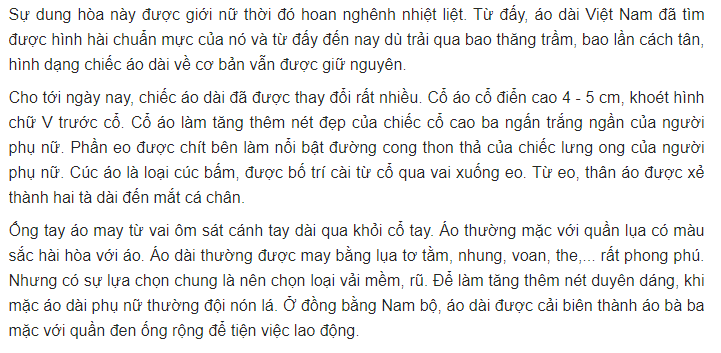 Sự dung hòa này được giới nữ thời đó hoan nghênh nhiệt liệt. Từ đấy, áo dài Việt Nam đã tìm
được hình hài chuẩn mực của nó và từ đấy đến nay dù trải qua bao thăng trầm, bao lần cách tân,
hình dạng chiếc áo dài về cơ bản vẫn được giữ nguyên.
Cho tới ngày nay, chiếc áo dài đã được thay đổi rất nhiều. Cổ áo cổ điển cao 4 - 5 cm, khoét hình
chữ V trước cổ. Cổ áo làm tăng thêm nét đẹp của chiếc cổ cao ba ngấn trắng ngần của người
phụ nữ. Phần eo được chít bên làm nổi bật đường cong thon thả của chiếc lưng ong của người
phụ nữ. Cúc áo là loại cúc bấm, được bố trí cài từ cổ qua vai xuống eo. Từ eo, thân áo được xẻ
thành hai tà dài đến mắt cá chân.
Ống tay áo may từ vai ôm sát cánh tay dài qua khỏi cổ tay. Áo thường mặc với quần lụa có màu
sắc hài hòa với áo. Áo dài thường được may bằng lụa tơ tằm, nhung, voan, the,... rất phong phú.
Nhưng có sự lựa chọn chung là nên chọn loại vải mềm, rũ. Để làm tăng thêm nét duyên dáng, khi
mặc áo dài phụ nữ thường đội nón lá. Ở đồng bằng Nam bộ, áo dài được cải biên thành áo bà ba
mặc với quần đen ống rộng để tiện việc lao động.